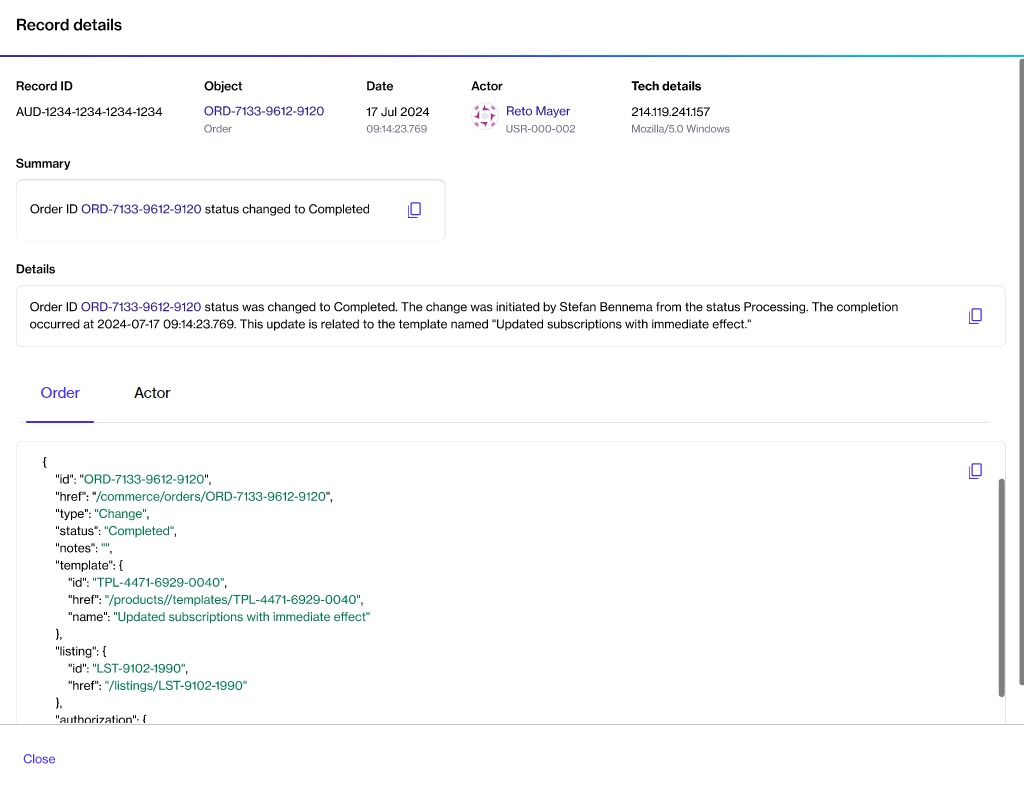 Record details
Record ID
Object
Date
Actor
Tech details
AUD-1234-1234-1234-1234
ORD-7133-9612-9120
17 Jul 2024
Reto Mayer
214.119.241.157
Order
09:14:23.769
USR-000-002
Mozilla/5.0 Windows
Summary
Order ID ORD-7133-9612-9120 status changed to Completed
Details
Order ID ORD-7133-9612-9120 status was changed to Completed. The change was initiated by Stefan Bennema from the status Processing. The completion
occurred at 2024-07-17 09:14:23.769. This update is related to the template named "Updated subscriptions with immediate effect."
Order
Actor
{
"id": "ORD-7133-9612-9120",
"href": "/commerce/orders/ORD-7133-9612-9120",
"type": "Change",
"status": "Completed",
"notes": "",
"template": {
"id": "TPL-4471-6929-0040",
"href": "/products//templates/TPL-4471-6929-0040",
"name": "Updated subscriptions with immediate effect"
},
"listing": {
"id": "LST-9102-1990",
"href": "/listings/LST-9102-1990"
},
"authorization": {
Close